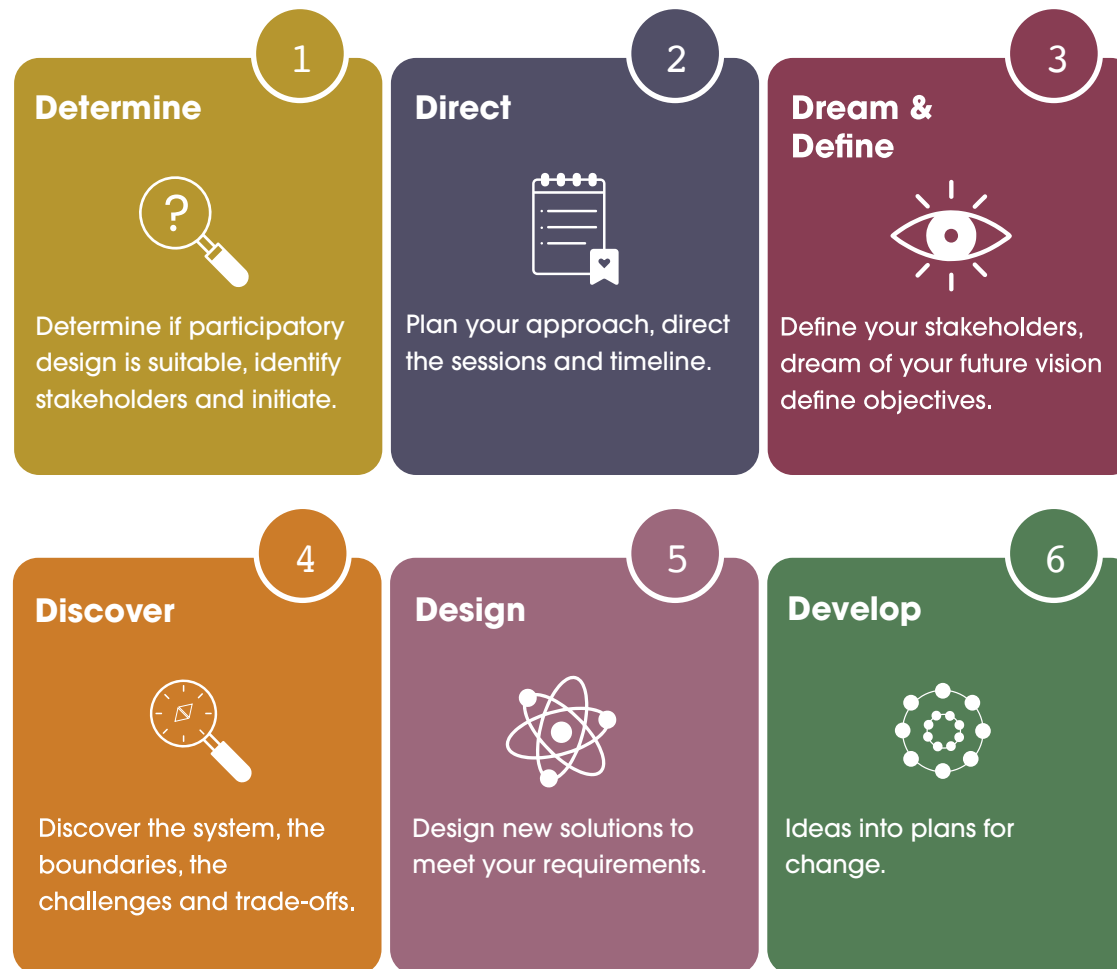 1
Determine
?
Determine if participatory
design is suitable, identify
stakeholders and initiate.
2
Direct
Plan your approach, direct
the sessions and timeline.
3
Dream &
Define
Define your stakeholders,
dream of your future vision
define objectives.
4
Discover
Discover the system, the
boundaries, the
challenges and trade-offs.
5
Design
Design new solutions to
meet your requirements.
6
Develop
Ideas into plans for
change.